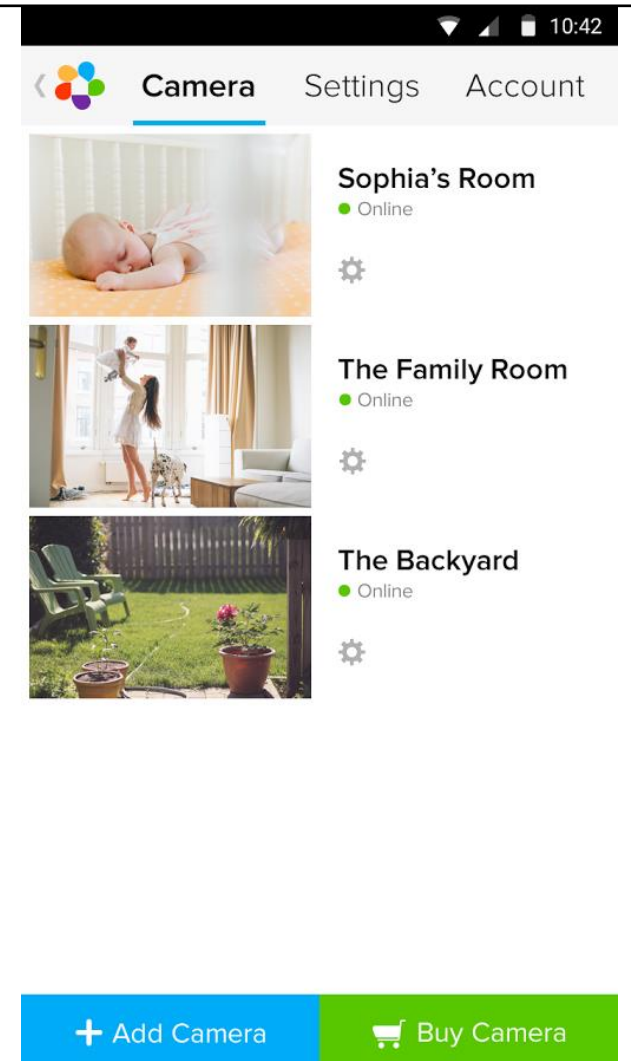 10:42
Camera Settings Account
Sophia's Room
Online
The Family Room
Online
The Backyard
Online
Add Camera Buy Camera